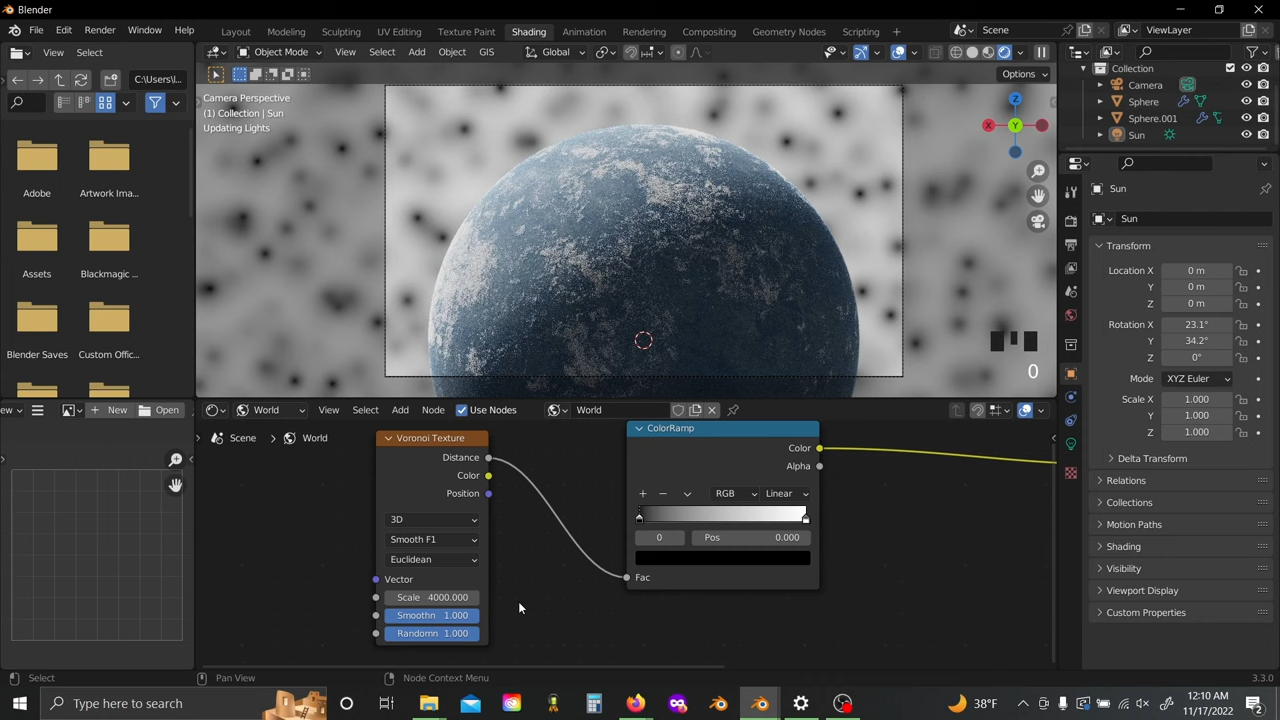 Blender
File Edit Render Window Help
Layout Modeling Sculpting UV Editing Texture Paint Shading Animation Rendering Compositing Geometry Nodes Scripting +
Scene
ViewLayer
View Select
Object Mode View Select Add Object GIS Global
C:\Users\l...
Options
Camera Perspective
(1) Collection | Sun
Updating Lights
Z
X
Y
Collection
Camera
Sphere
Sphere.001
Sun
Adobe
Artwork Ima...
Assets
Blackmagic ...
Blender Saves
Custom Offic...
0
Sun
Sun
Transform
Location X 0 m
Y 0 m
Z 0 m
Rotation X 23.1°
Y 34.2°
Z 0°
Mode XYZ Euler
Scale X 1.000
Y 1.000
Z 1.000
Delta Transform
Relations
Collections
Motion Paths
Shading
Visibility
Viewport Display
Custom Properties
ew New Open
World View Select Add Node Use Nodes World
Scene World
Voronoi Texture
Distance
Color
Position
3D
Smooth F1
Euclidean
Vector
Scale 4000.000
Smoothn 1.000
Randomn 1.000
ColorRamp
Color
Alpha
+ − RGB Linear
0 Pos 0.000
Fac
Select Pan View Node Context Menu 3.3.0
Type here to search
38°F
12:10 AM
11/17/2022
2